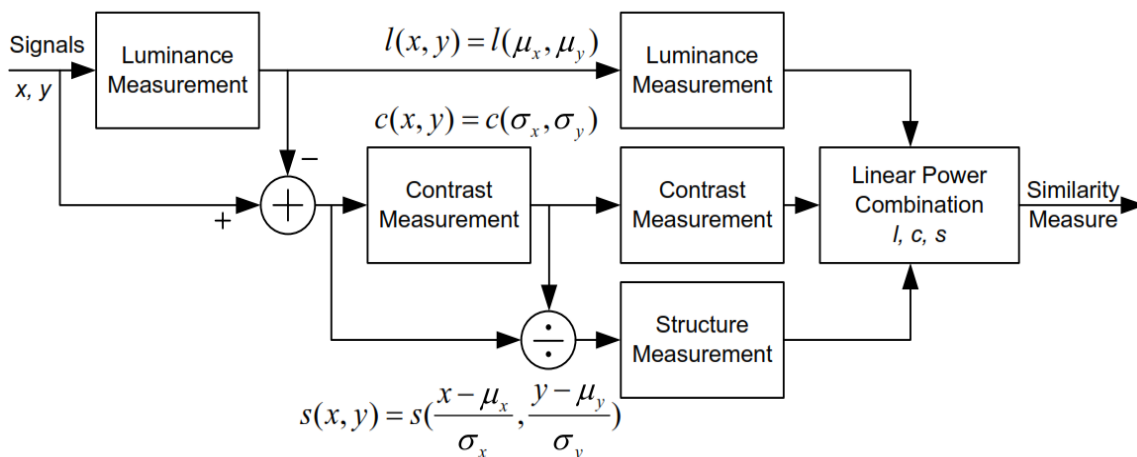 Signals
x, y
Luminance
Measurement
l(x, y) = l(μ_x, μ_y)
Luminance
Measurement
c(x, y) = c(σ_x, σ_y)
−
+
+
Contrast
Measurement
Contrast
Measurement
Linear Power
Combination
l, c, s
Similarity
Measure
÷
Structure
Measurement
s(x, y) = s((x − μ_x)/σ_x, (y − μ_y)/σ_y)